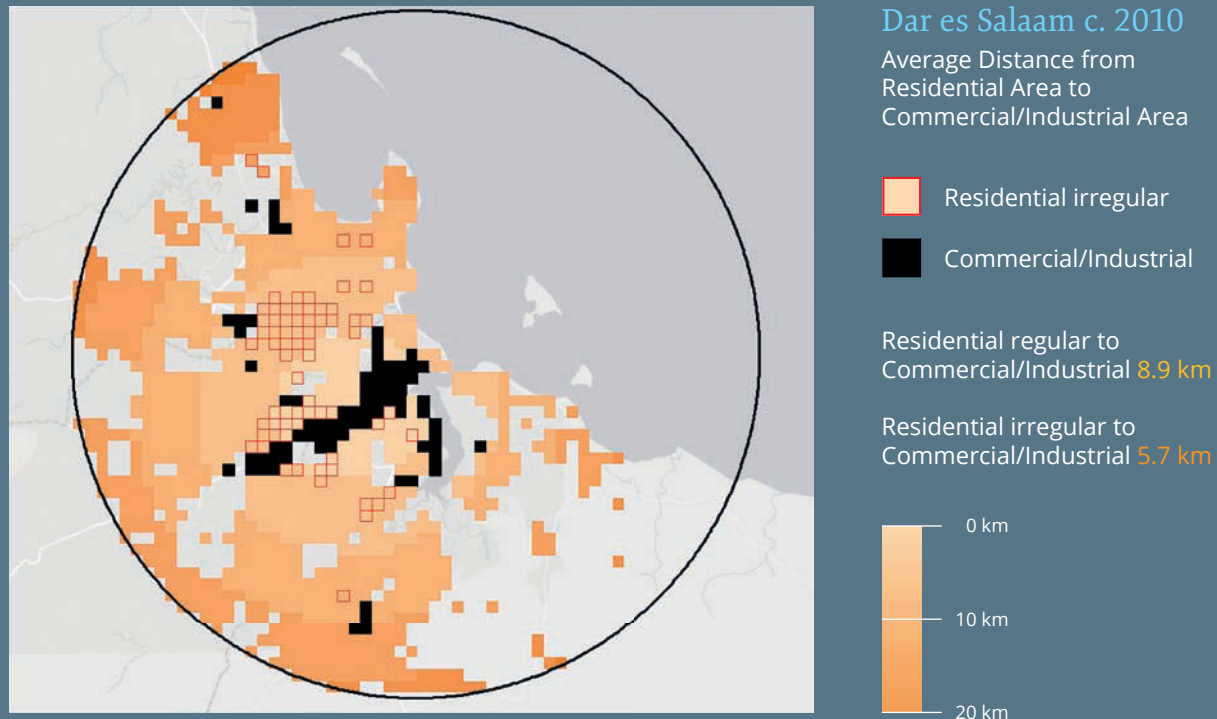 Dar es Salaam c. 2010
Average Distance from
Residential Area to
Commercial/Industrial Area
Residential irregular
Commercial/Industrial
Residential regular to
Commercial/Industrial 8.9 km
Residential irregular to
Commercial/Industrial 5.7 km
0 km
10 km
20 km